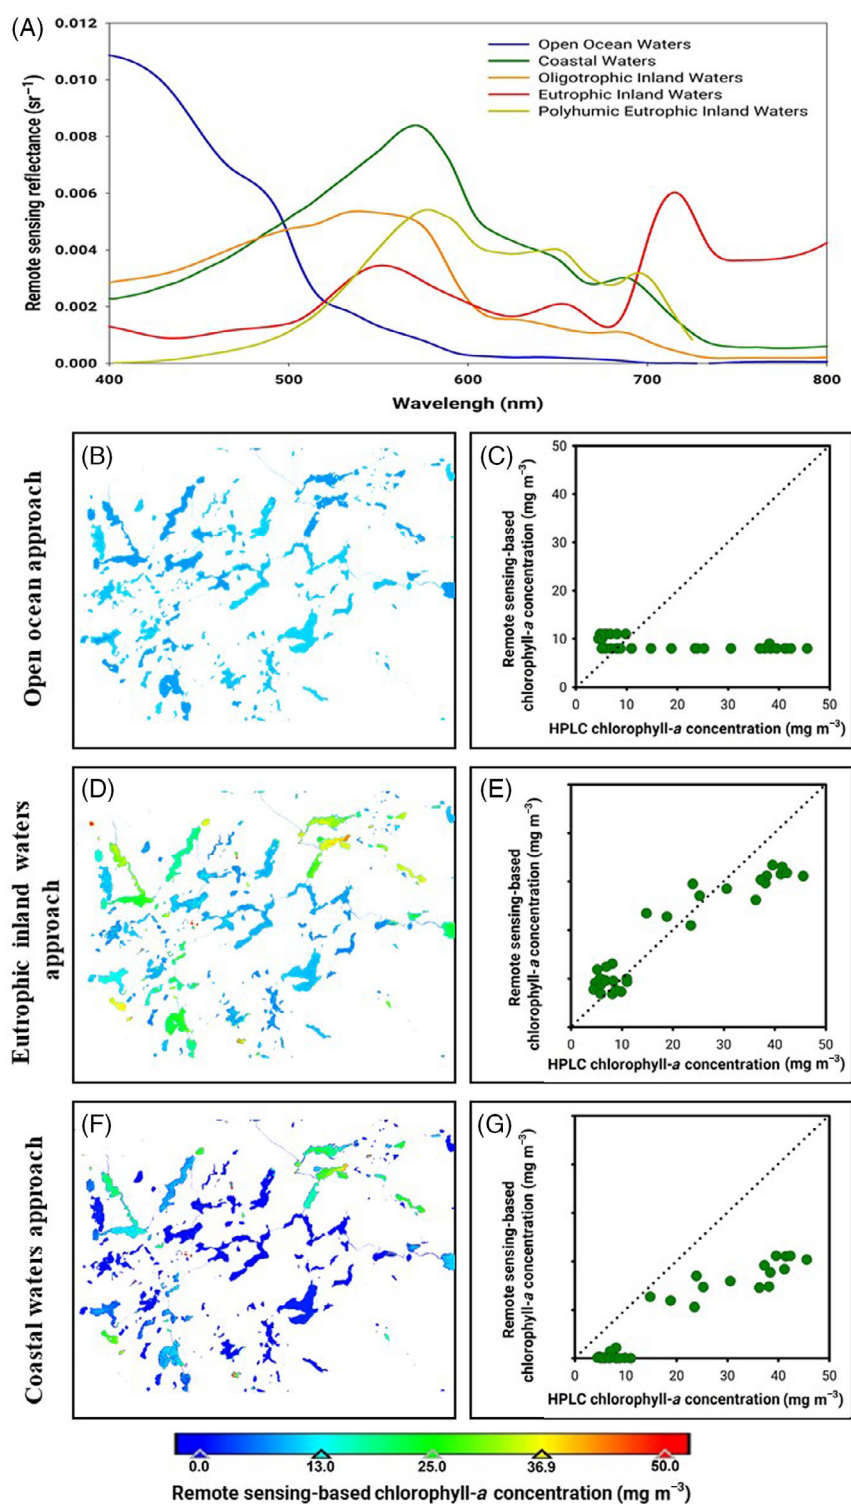 (A)
0.012
0.010
0.008
0.006
0.004
0.002
0.000
Remote sensing reflectance (sr⁻¹)
Open Ocean Waters
Coastal Waters
Oligotrophic Inland Waters
Eutrophic Inland Waters
Polyhumic Eutrophic Inland Waters
400 500 600 700 800
Wavelengh (nm)
Open ocean approach
(B)
(C)
Remote sensing-based
chlorophyll-a concentration (mg m⁻³)
50
40
30
20
10
0
0 10 20 30 40 50
HPLC chlorophyll-a concentration (mg m⁻³)
Eutrophic inland waters
approach
(D)
(E)
Remote sensing-based
chlorophyll-a concentration (mg m⁻³)
0 10 20 30 40 50
HPLC chlorophyll-a concentration (mg m⁻³)
Coastal waters approach
(F)
(G)
Remote sensing-based
chlorophyll-a concentration (mg m⁻³)
0 10 20 30 40 50
HPLC chlorophyll-a concentration (mg m⁻³)
0.0 13.0 25.0 36.9 50.0
Remote sensing-based chlorophyll-a concentration (mg m⁻³)